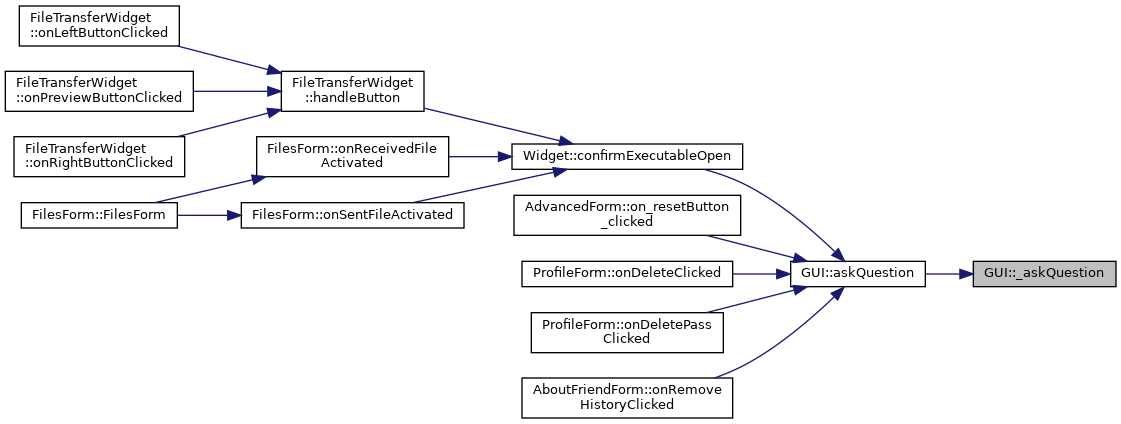 FileTransferWidget
::onLeftButtonClicked
FileTransferWidget
::onPreviewButtonClicked
FileTransferWidget
::handleButton
FileTransferWidget
::onRightButtonClicked
FilesForm::onReceivedFile
Activated
Widget::confirmExecutableOpen
FilesForm::FilesForm
FilesForm::onSentFileActivated
AdvancedForm::on_resetButton
_clicked
ProfileForm::onDeleteClicked
GUI::askQuestion
GUI::_askQuestion
ProfileForm::onDeletePass
Clicked
AboutFriendForm::onRemove
HistoryClicked